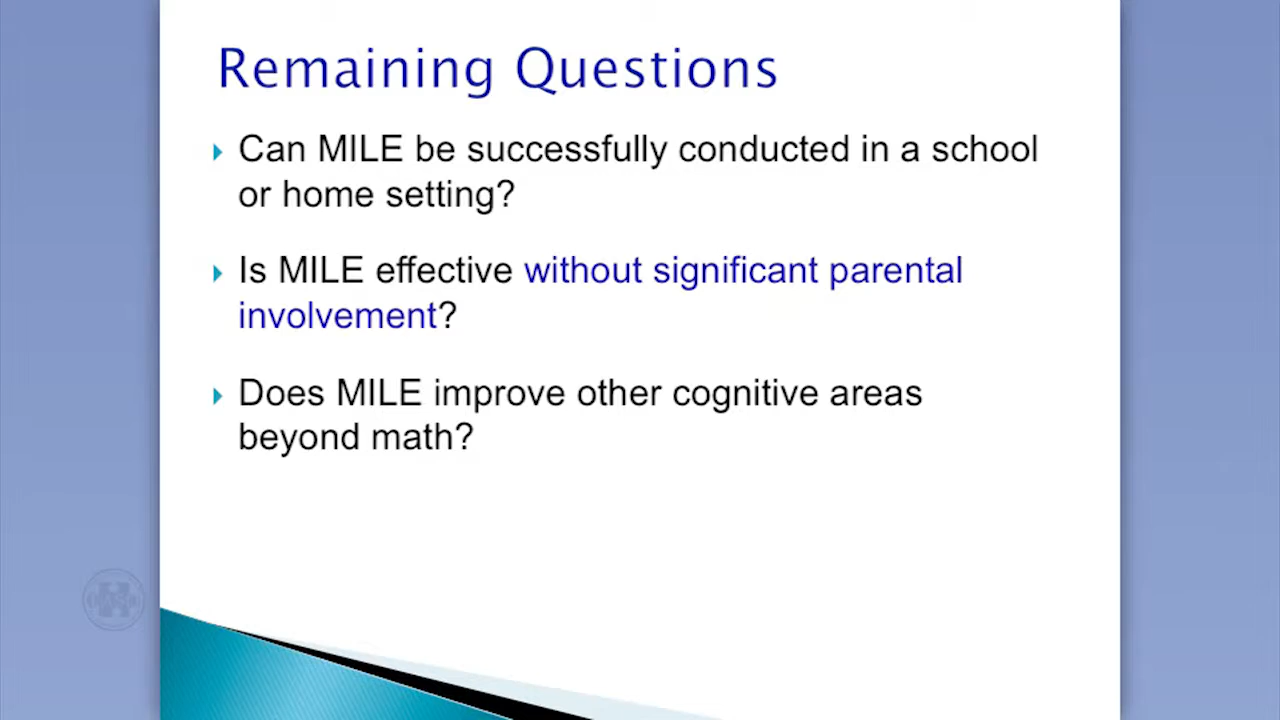 Remaining Questions
Can MILE be successfully conducted in a school
or home setting?
Is MILE effective without significant parental
involvement?
Does MILE improve other cognitive areas
beyond math?